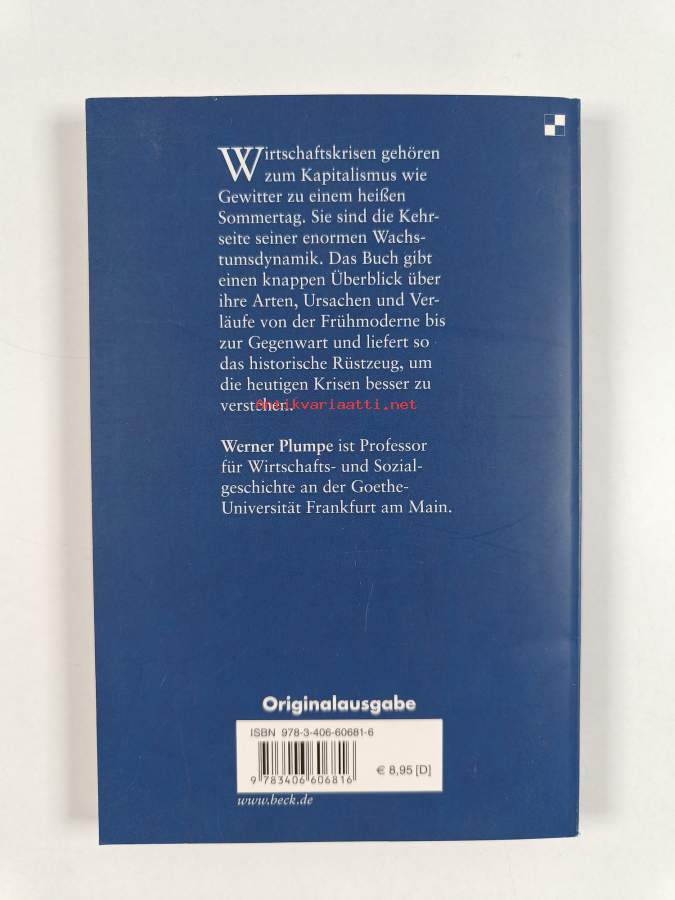 Wirtschaftskrisen gehören
zum Kapitalismus wie
Gewitter zu einem heißen
Sommertag. Sie sind die Kehr-
seite seiner enormen Wachs-
tumsdynamik. Das Buch gibt
einen knappen Überblick über
ihre Arten, Ursachen und Ver-
läufe von der Frühmoderne bis
zur Gegenwart und liefert so
das historische Rüstzeug, um
die heutigen Krisen besser zu
verstehen.
antikvariaatti.net
Werner Plumpe ist Professor
für Wirtschafts- und Sozial-
geschichte an der Goethe-
Universität Frankfurt am Main.
Originalausgabe
ISBN 978-3-406-60681-6
9 783406 606816
€ 8,95 [D]
www.beck.de